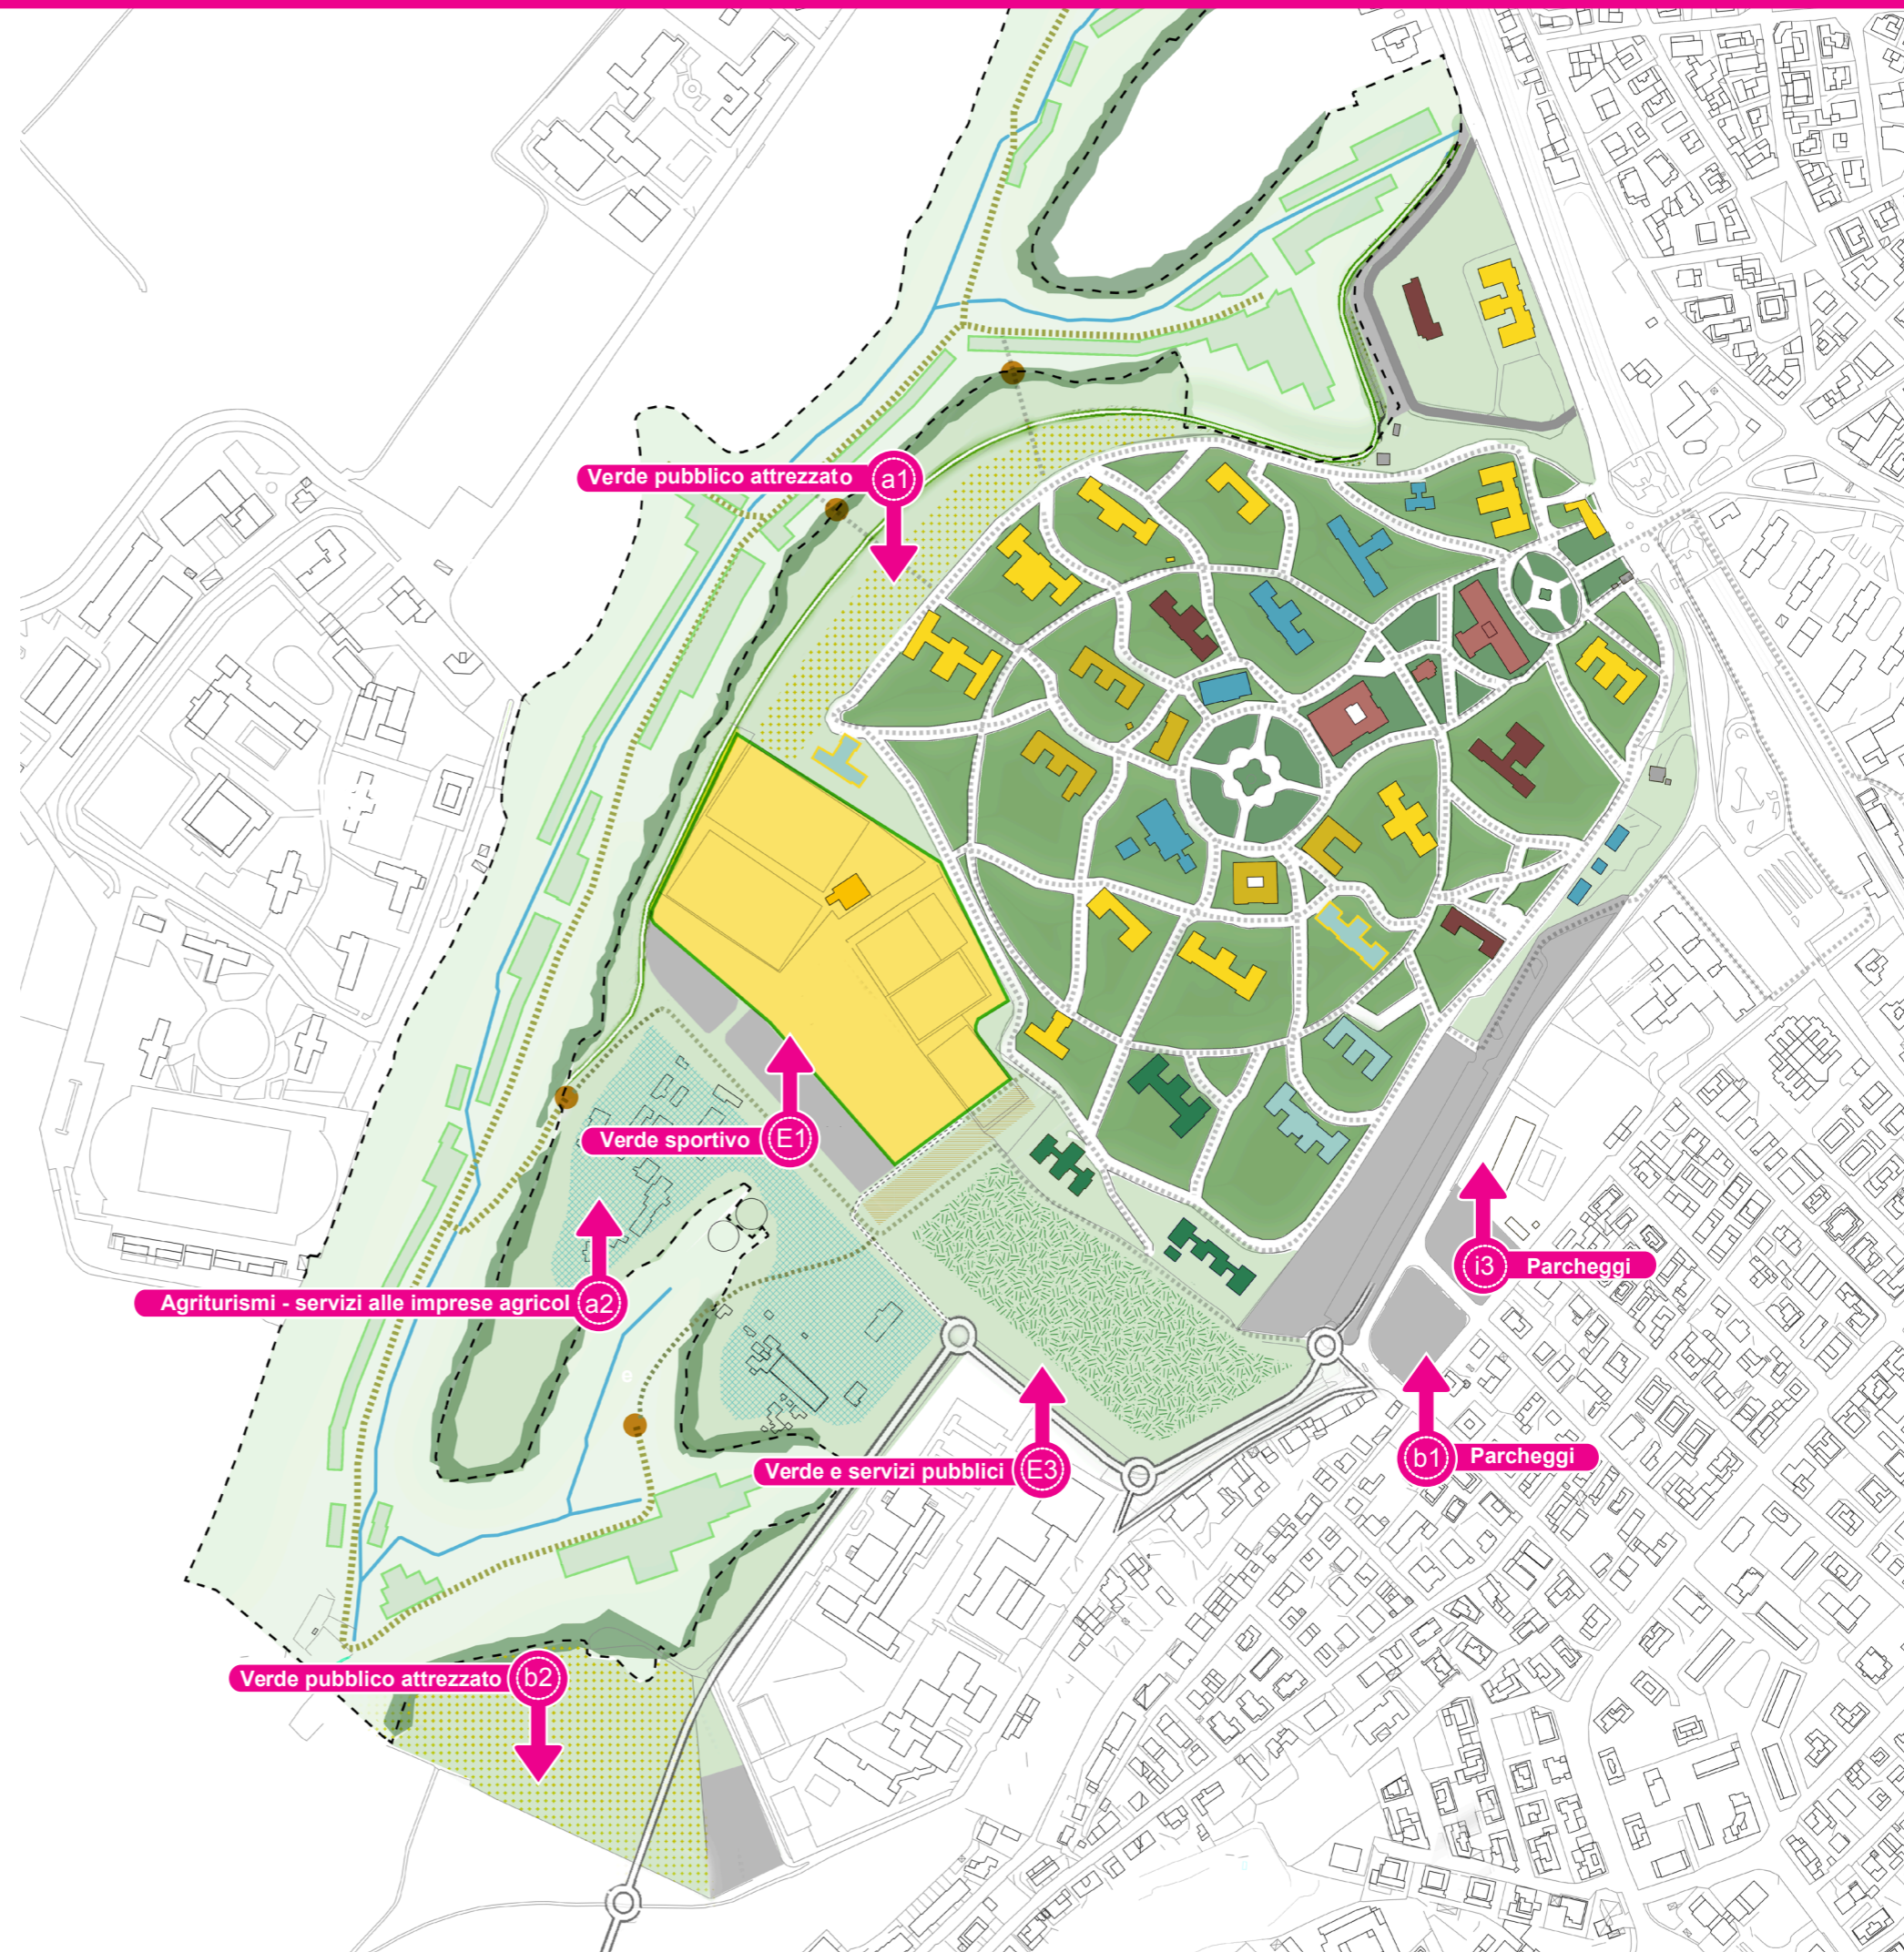 Verde pubblico attrezzato a1
Verde sportivo E1
Agriturismi - servizi alle imprese agricol a2
i3 Parcheggi
Verde e servizi pubblici E3
b1 Parcheggi
e
Verde pubblico attrezzato b2